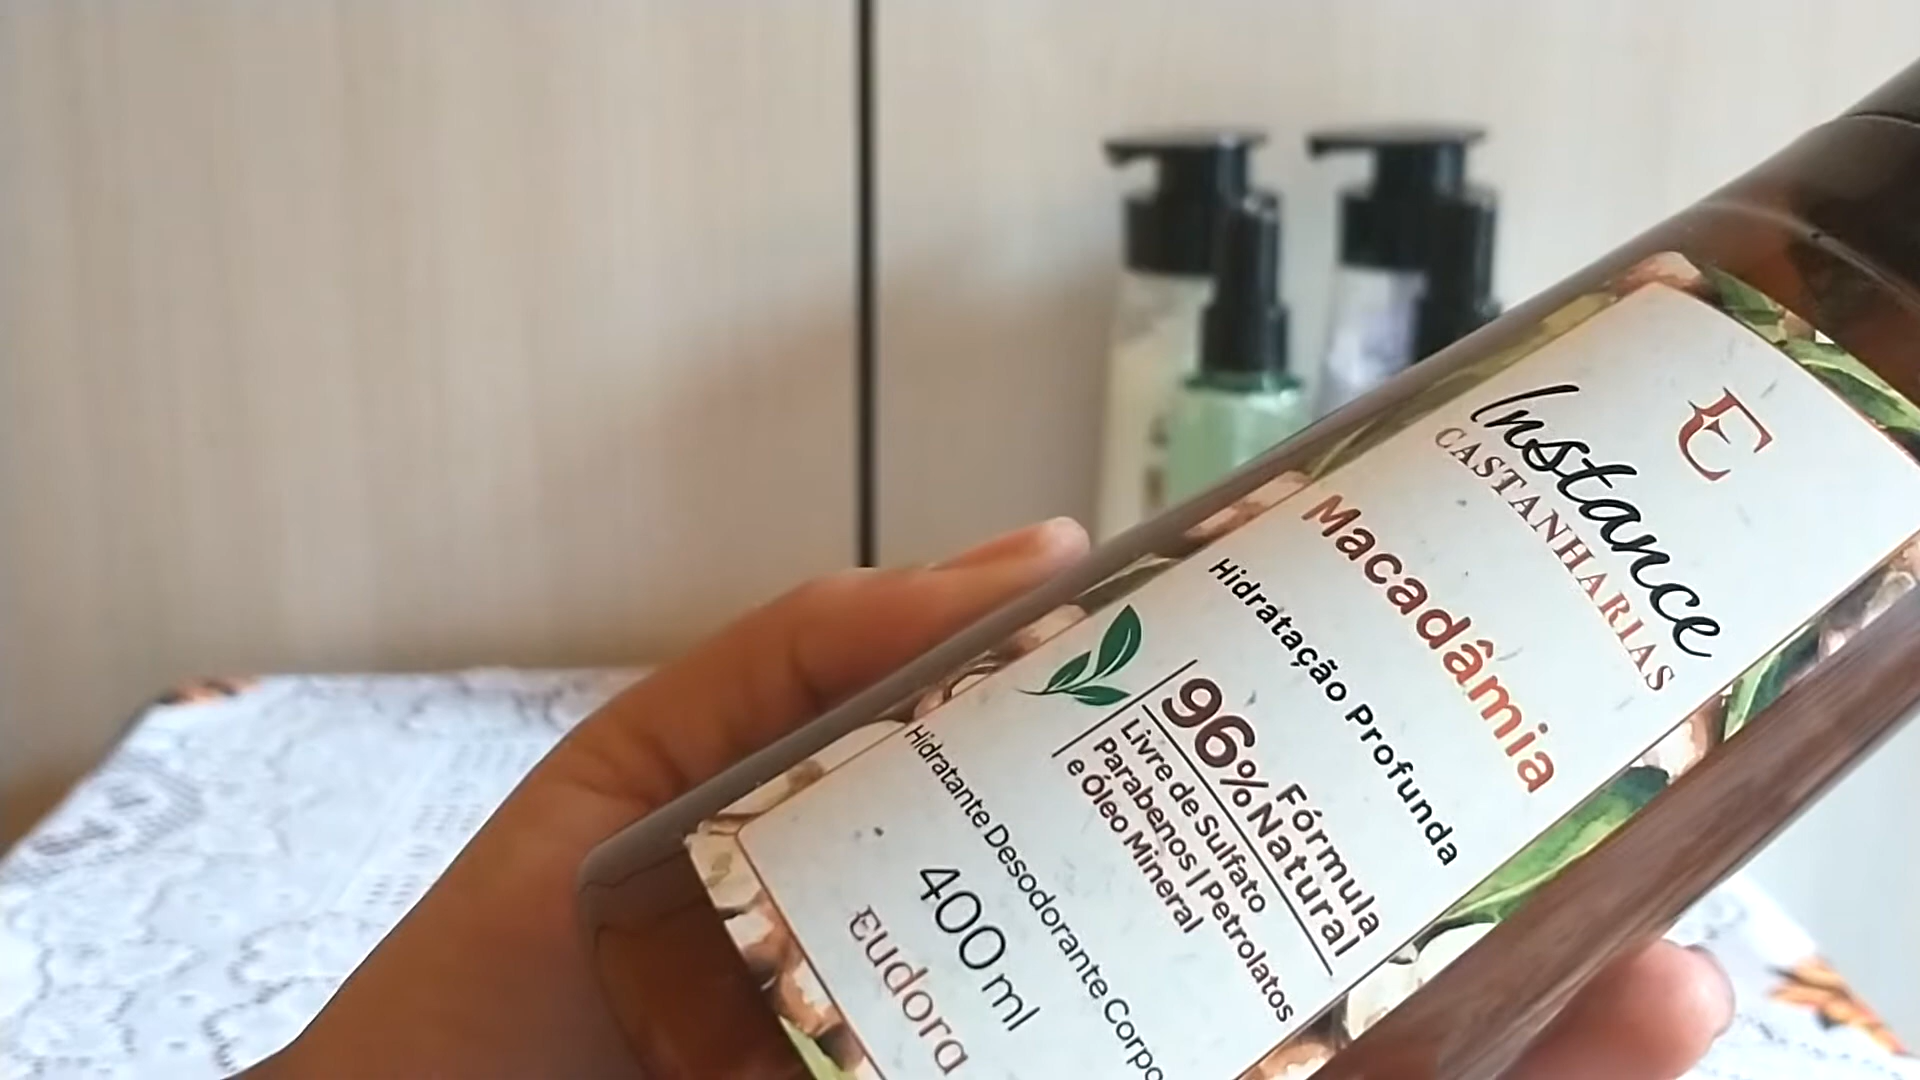 E
Instance
CASTANHARIAS
Macadâmia
Hidratação Profunda
Fórmula
96% Natural
Livre de Sulfato
Parabenos | Petrolatos
e Óleo Mineral
Hidratante Desodorante Corpo
400 ml
Eudora